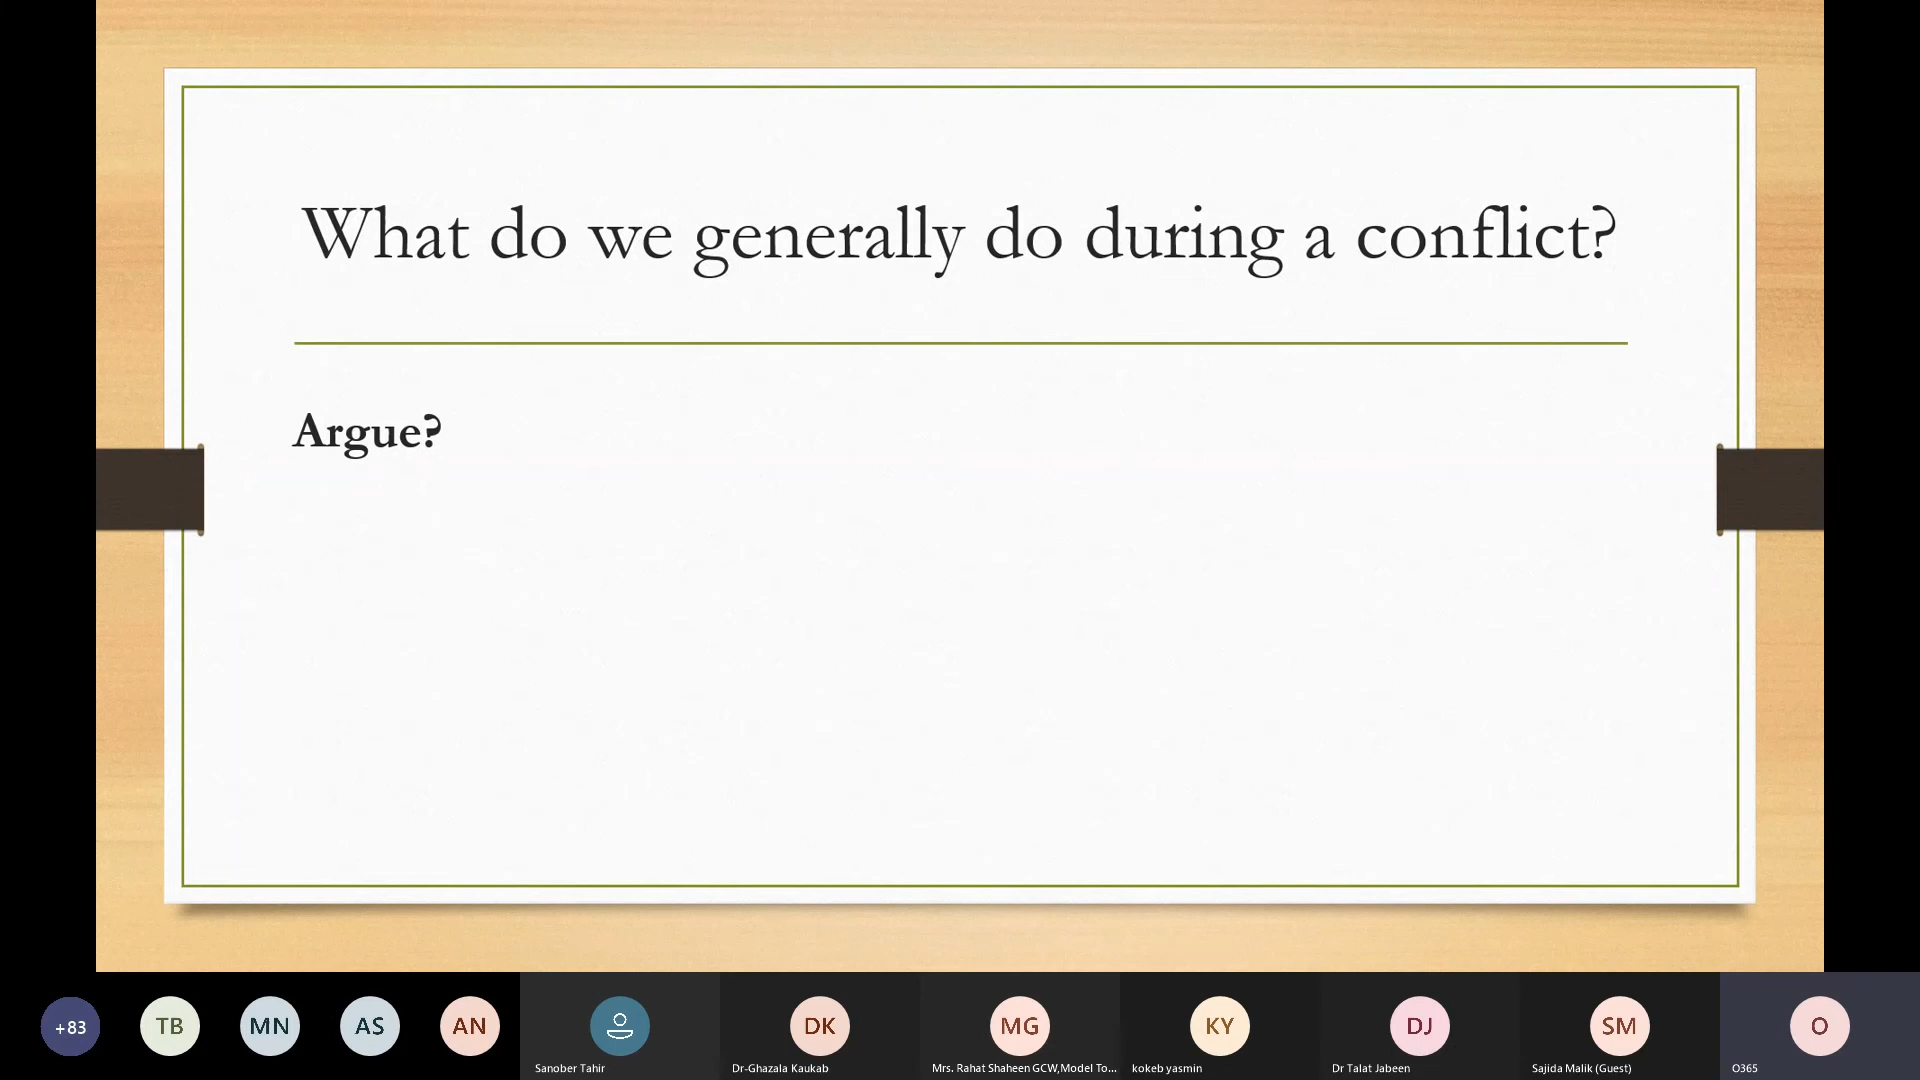 What do we generally do during a conflict?
Argue?
+83
TB
MN
AS
AN
DK
MG
KY
DJ
SM
O
Sanober Tahir
Dr-Ghazala Kaukab
Mrs. Rahat Shaheen GCW,Model To...
kokeb yasmin
Dr Talat Jabeen
Sajida Malik (Guest)
O365